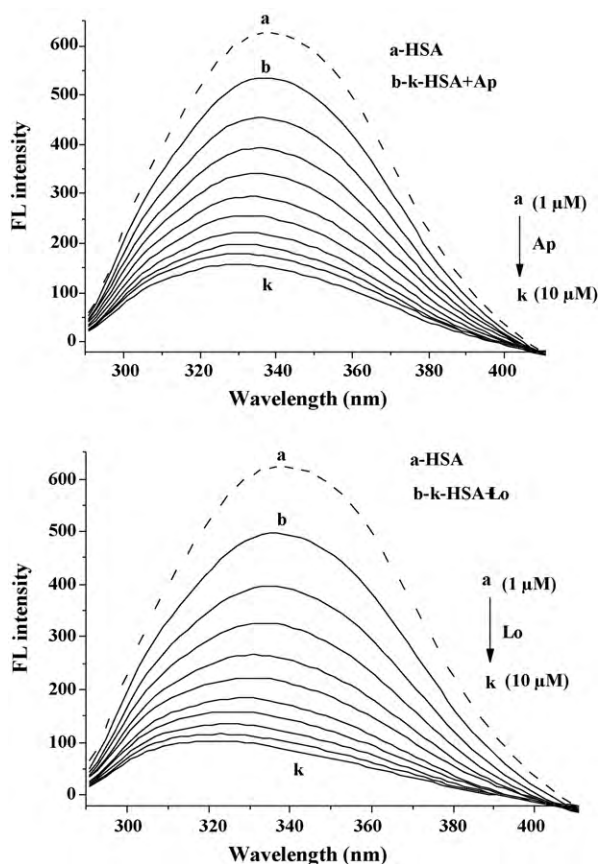 a
600
a-HSA
b
b-k-HSA+Ap
500
400
300
a (1 μM)
200
Ap
100
k
k (10 μM)
0
FL intensity
300 320 340 360 380 400
Wavelength (nm)
a
600
a-HSA
b
b-k-HSA+Lo
500
400
a (1 μM)
300
Lo
200
k (10 μM)
100
k
0
FL intensity
300 320 340 360 380 400
Wavelength (nm)